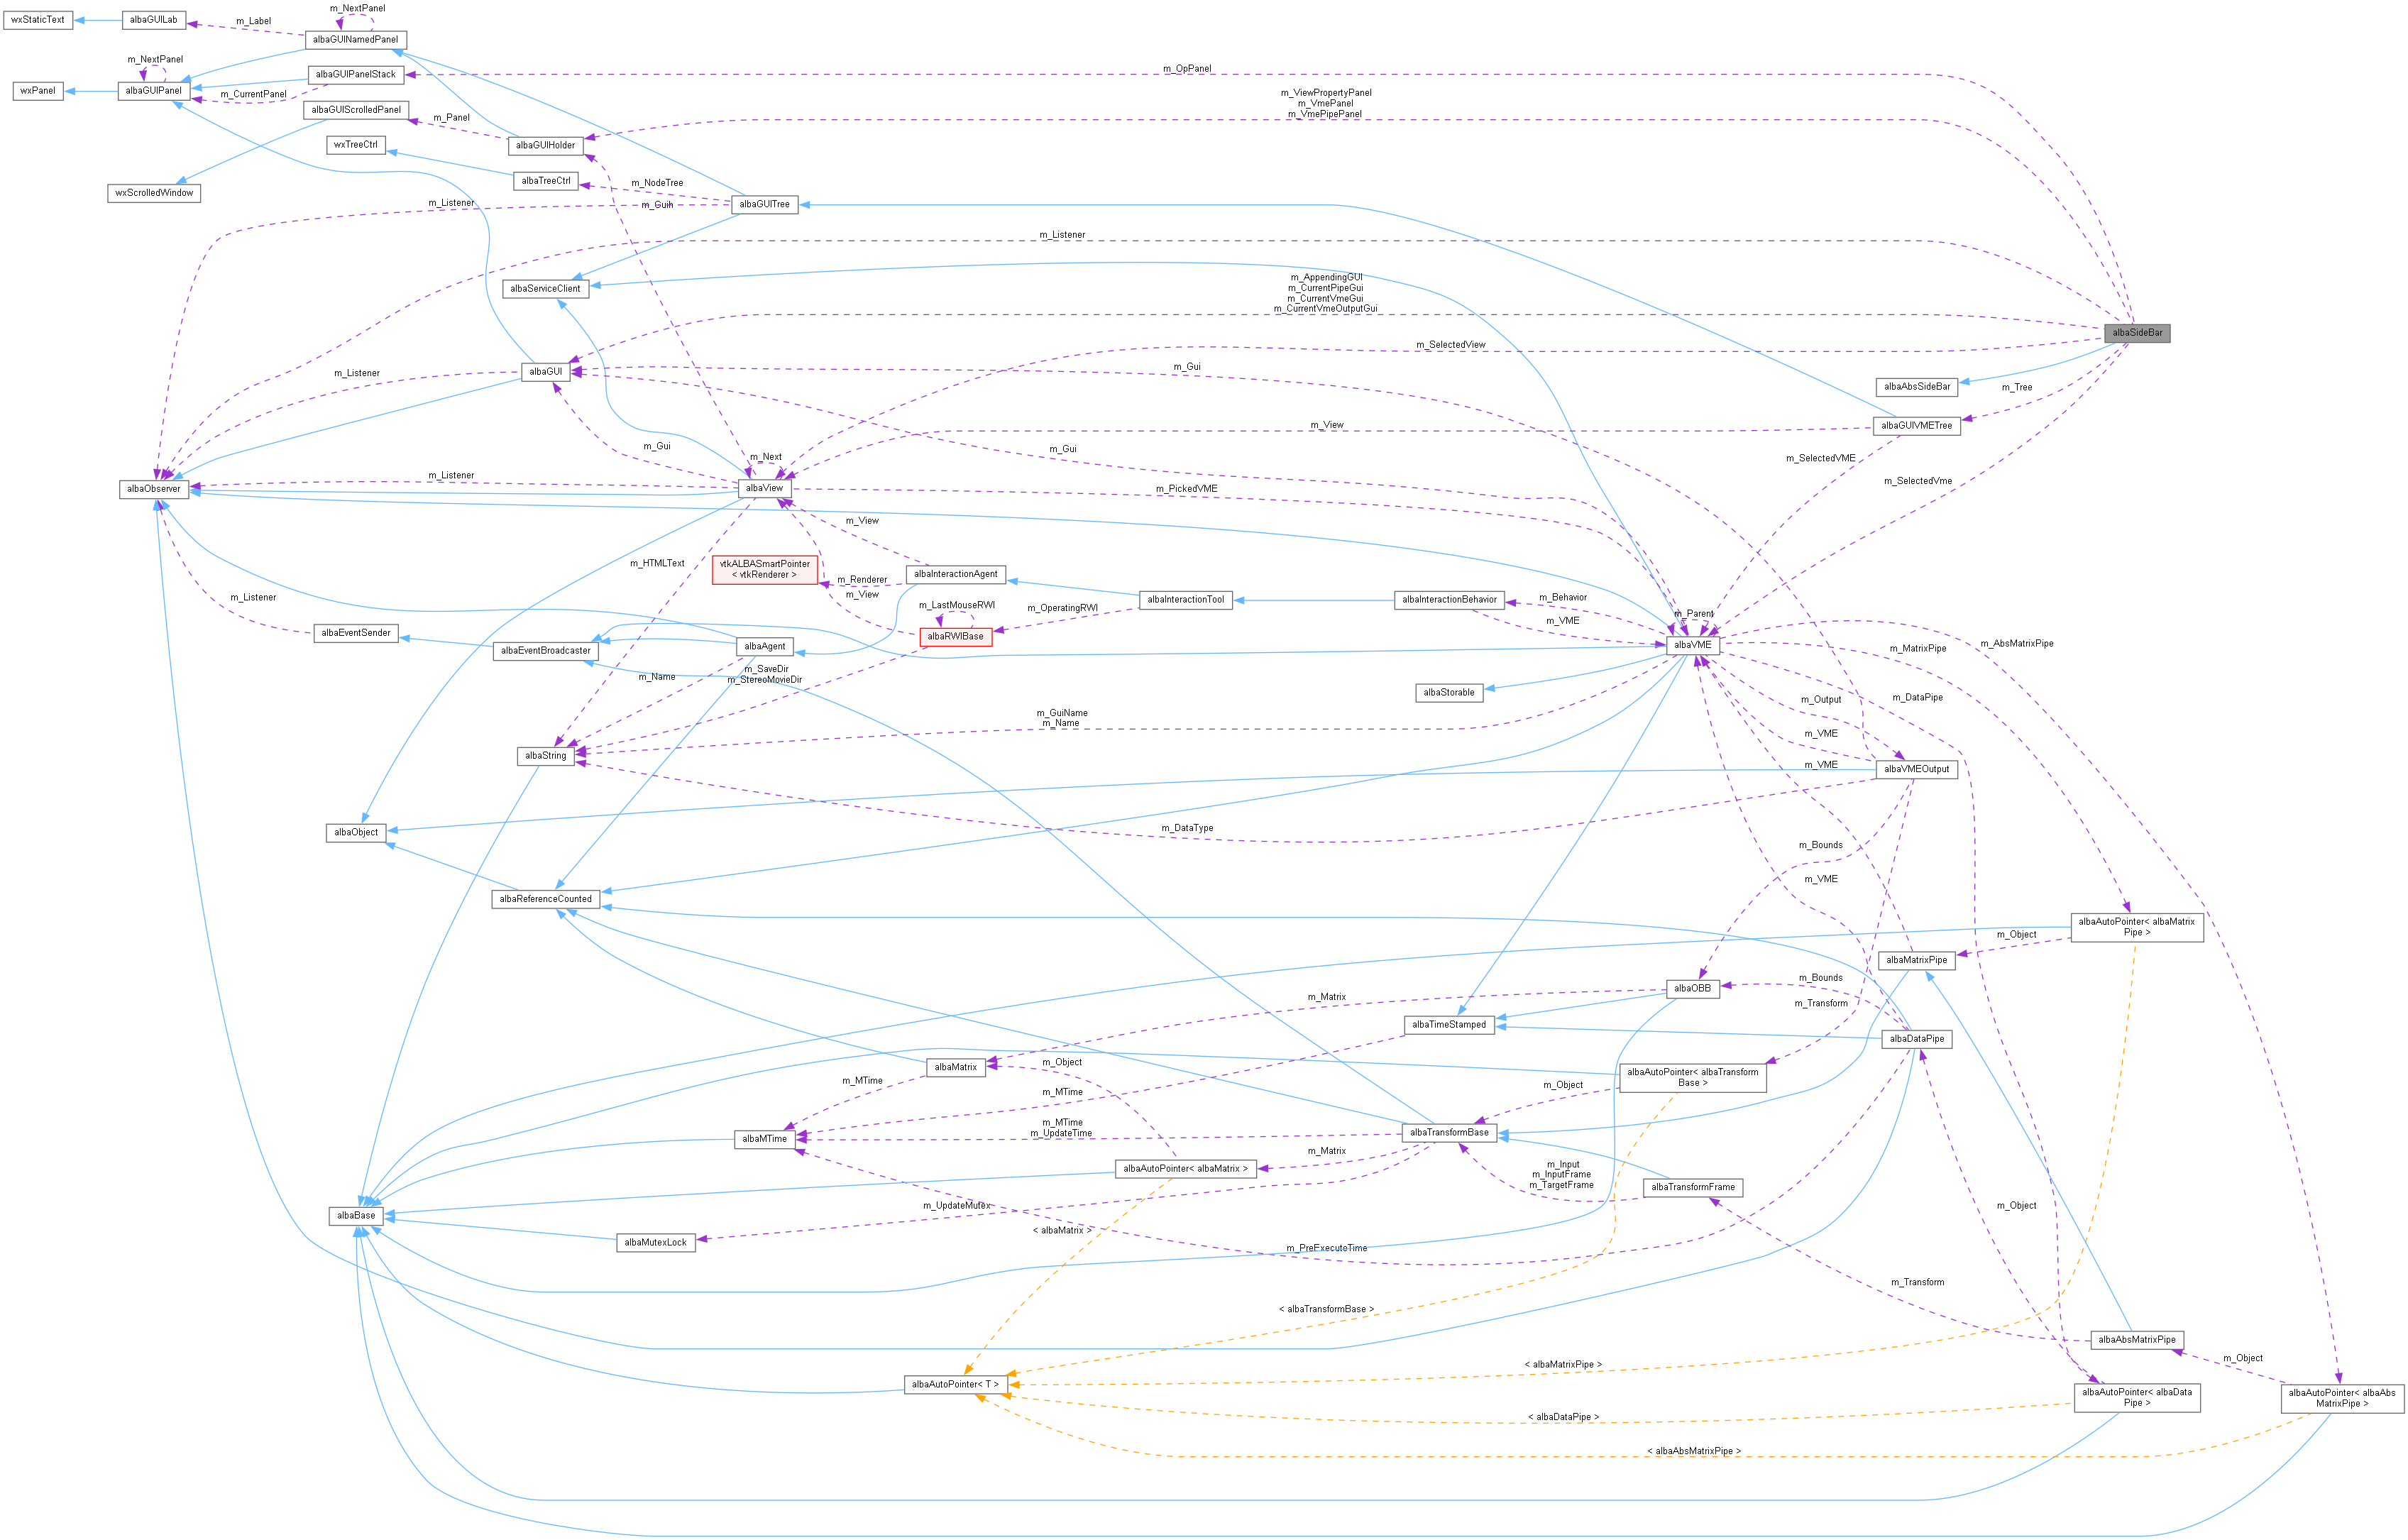 m_NextPanel
wxStaticText
albaGUILab
m_Label
albaGUINamedPanel
m_NextPanel
albaGUIPanelStack
m_OpPanel
wxPanel
albaGUIPanel
m_CurrentPanel
albaGUIScrolledPanel
m_Panel
m_ViewPropertyPanel
m_VmePanel
m_VmePipePanel
wxTreeCtrl
albaGUIHolder
wxScrolledWindow
albaTreeCtrl
m_NodeTree
m_Listener
m_Guih
albaGUITree
m_Listener
albaServiceClient
m_AppendingGUI
m_CurrentPipeGui
m_CurrentVmeGui
m_CurrentVmeOutputGui
albaSideBar
m_SelectedView
m_Listener
albaGUI
m_Gui
albaAbsSideBar
m_Tree
m_View
albaGUIVMETree
m_Gui
m_Gui
m_Next
m_SelectedVME
m_Listener
m_SelectedVme
albaObserver
albaView
m_PickedVME
m_View
m_HTMLText
vtkALBASmartPointer
< vtkRenderer >
m_Renderer
albaInteractionAgent
m_View
m_Listener
m_LastMouseRWI
m_OperatingRWI
albaInteractionTool
albaInteractionBehavior
m_Behavior
m_Parent
m_VME
albaEventSender
albaEventBroadcaster
albaAgent
albaRWIBase
albaVME
m_AbsMatrixPipe
m_MatrixPipe
m_Name
m_SaveDir
m_StereoMovieDir
albaStorable
m_Output
m_DataPipe
m_GuiName
m_Name
m_VME
albaString
m_VME
albaVMEOutput
albaObject
m_DataType
m_Bounds
m_VME
albaReferenceCounted
albaAutoPointer< albaMatrix
Pipe >
m_Object
albaMatrixPipe
m_Bounds
albaOBB
m_Matrix
m_Transform
albaTimeStamped
albaDataPipe
albaMatrix
m_Object
albaAutoPointer< albaTransform
Base >
m_MTime
m_MTime
m_Object
albaMTime
m_MTime
m_UpdateTime
albaTransformBase
m_Matrix
albaAutoPointer< albaMatrix >
m_Input
m_InputFrame
m_TargetFrame
albaTransformFrame
albaBase
m_UpdateMutex
m_Object
albaMutexLock
< albaMatrix >
m_PreExecuteTime
m_Transform
< albaTransformBase >
albaAbsMatrixPipe
< albaMatrixPipe >
m_Object
albaAutoPointer< T >
albaAutoPointer< albaData
Pipe >
albaAutoPointer< albaAbs
MatrixPipe >
< albaDataPipe >
< albaAbsMatrixPipe >